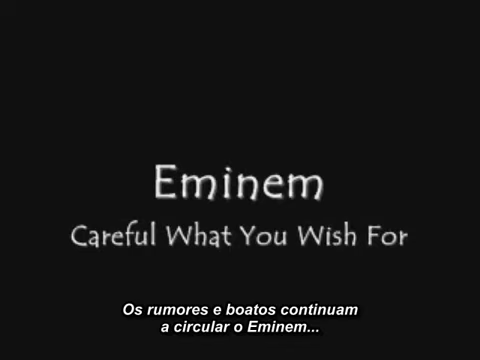 Eminem
Careful What You Wish For
Os rumores e boatos continuam
a circular o Eminem...